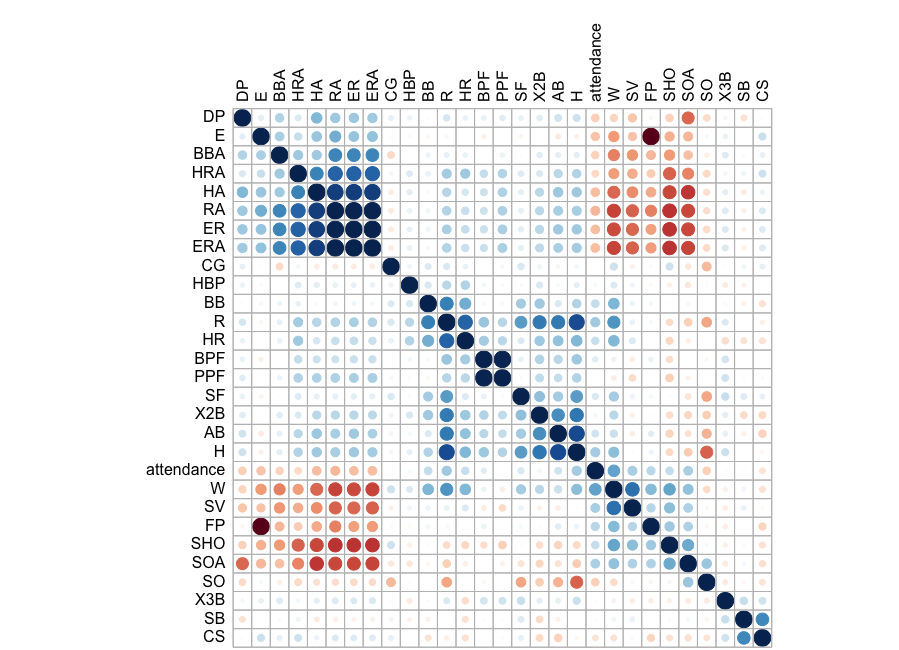 DP E BBA HRA HA RA ER ERA CG HBP BB R HR BPF PPF SF X2B AB H attendance W SV FP SHO SOA SO X3B SB CS
DP
E
BBA
HRA
HA
RA
ER
ERA
CG
HBP
BB
R
HR
BPF
PPF
SF
X2B
AB
H
attendance
W
SV
FP
SHO
SOA
SO
X3B
SB
CS